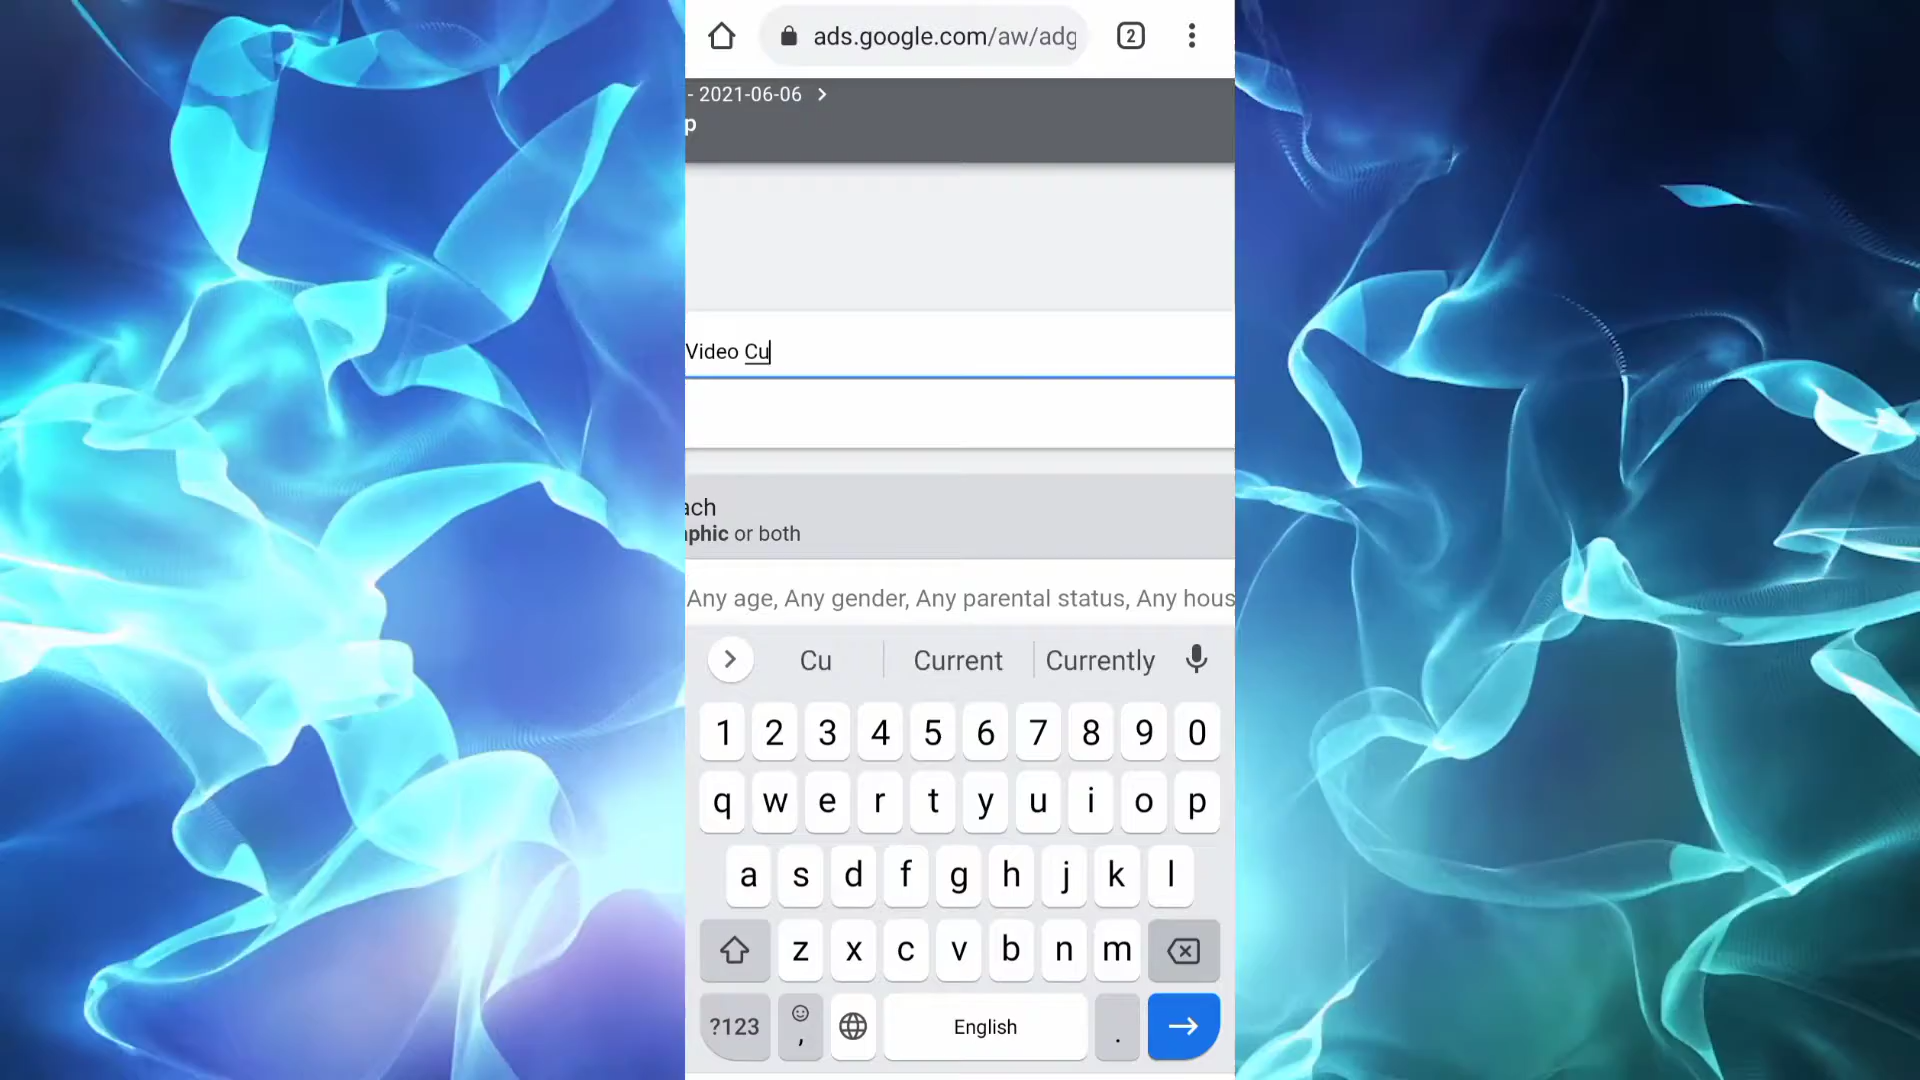 ads.google.com/aw/adg
2
- 2021-06-06
p
Video Cu
ach
phic or both
Any age, Any gender, Any parental status, Any hous
Cu Current Currently
1 2 3 4 5 6 7 8 9 0
q w e r t y u i o p
a s d f g h j k l
z x c v b n m
?123 , English .